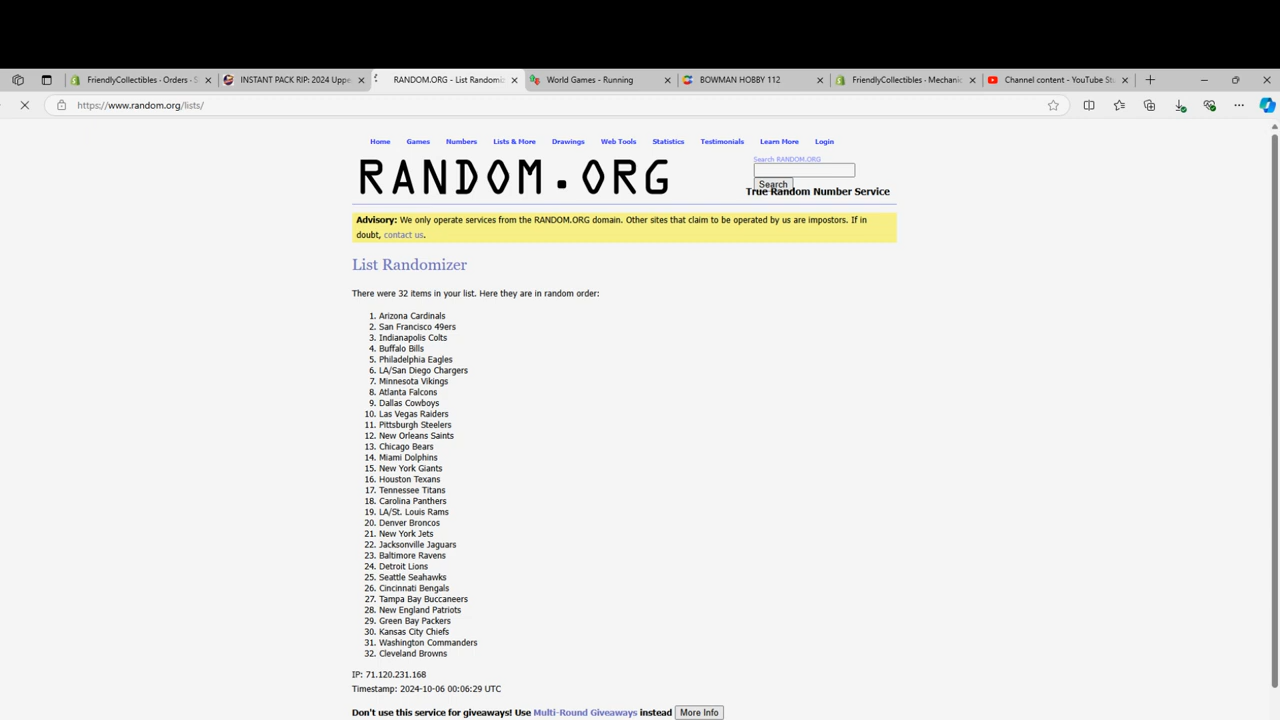 FriendlyCollectibles - Orders - S
INSTANT PACK RIP: 2024 Uppe
RANDOM.ORG - List Randomiz
World Games - Running
BOWMAN HOBBY 112
FriendlyCollectibles - Mechanic
Channel content - YouTube St
https://www.random.org/lists/
Home Games Numbers Lists & More Drawings Web Tools Statistics Testimonials Learn More Login
RANDOM.ORG
Search RANDOM.ORG
Search
True Random Number Service
Advisory: We only operate services from the RANDOM.ORG domain. Other sites that claim to be operated by us are impostors. If in
doubt, contact us.
List Randomizer
There were 32 items in your list. Here they are in random order:
1. Arizona Cardinals
2. San Francisco 49ers
3. Indianapolis Colts
4. Buffalo Bills
5. Philadelphia Eagles
6. LA/San Diego Chargers
7. Minnesota Vikings
8. Atlanta Falcons
9. Dallas Cowboys
10. Las Vegas Raiders
11. Pittsburgh Steelers
12. New Orleans Saints
13. Chicago Bears
14. Miami Dolphins
15. New York Giants
16. Houston Texans
17. Tennessee Titans
18. Carolina Panthers
19. LA/St. Louis Rams
20. Denver Broncos
21. New York Jets
22. Jacksonville Jaguars
23. Baltimore Ravens
24. Detroit Lions
25. Seattle Seahawks
26. Cincinnati Bengals
27. Tampa Bay Buccaneers
28. New England Patriots
29. Green Bay Packers
30. Kansas City Chiefs
31. Washington Commanders
32. Cleveland Browns
IP: 71.120.231.168
Timestamp: 2024-10-06 00:06:29 UTC
Don't use this service for giveaways! Use Multi-Round Giveaways instead More Info